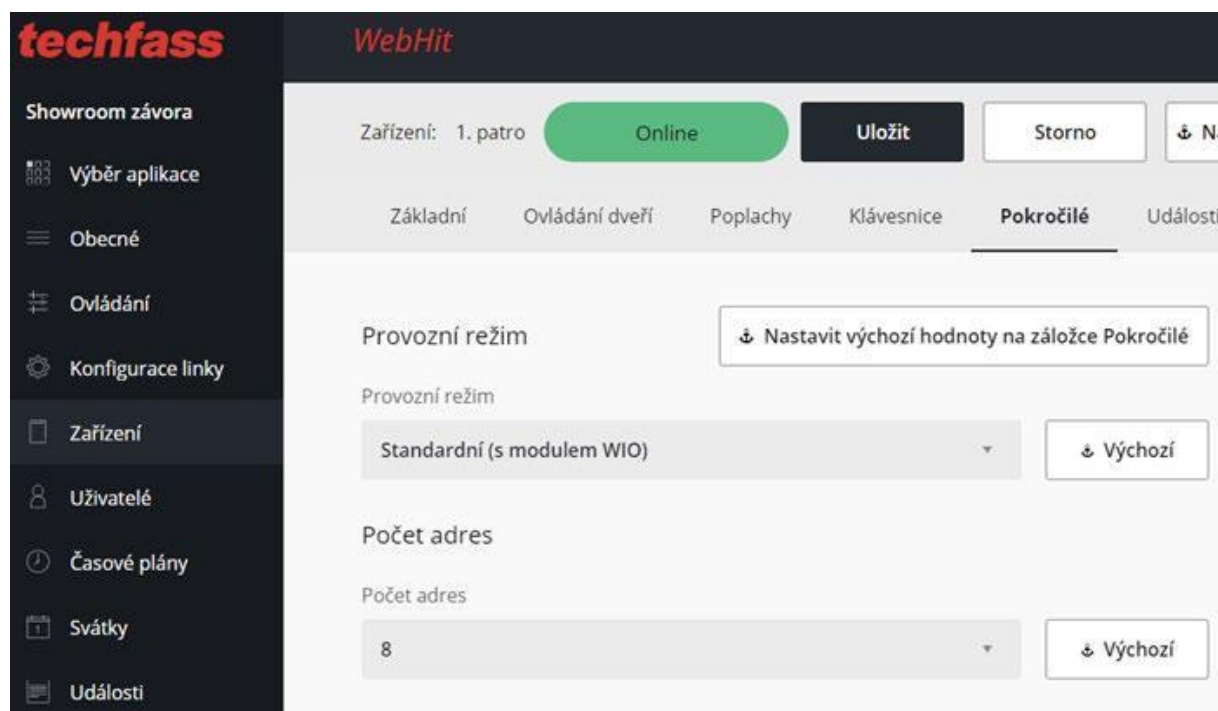 techfass
WebHit
Showroom závora
Výběr aplikace
Obecné
Ovládání
Konfigurace linky
Zařízení
Uživatelé
Časové plány
1
Svátky
Události
Zařízení: 1. patro Online Uložit Storno
Základní Ovládání dveří Poplachy Klávesnice Pokročilé Události
Provozní režim Nastavit výchozí hodnoty na záložce Pokročilé
Provozní režim
Standardní (s modulem WIO) Výchozí
Počet adres
Počet adres
8 Výchozí